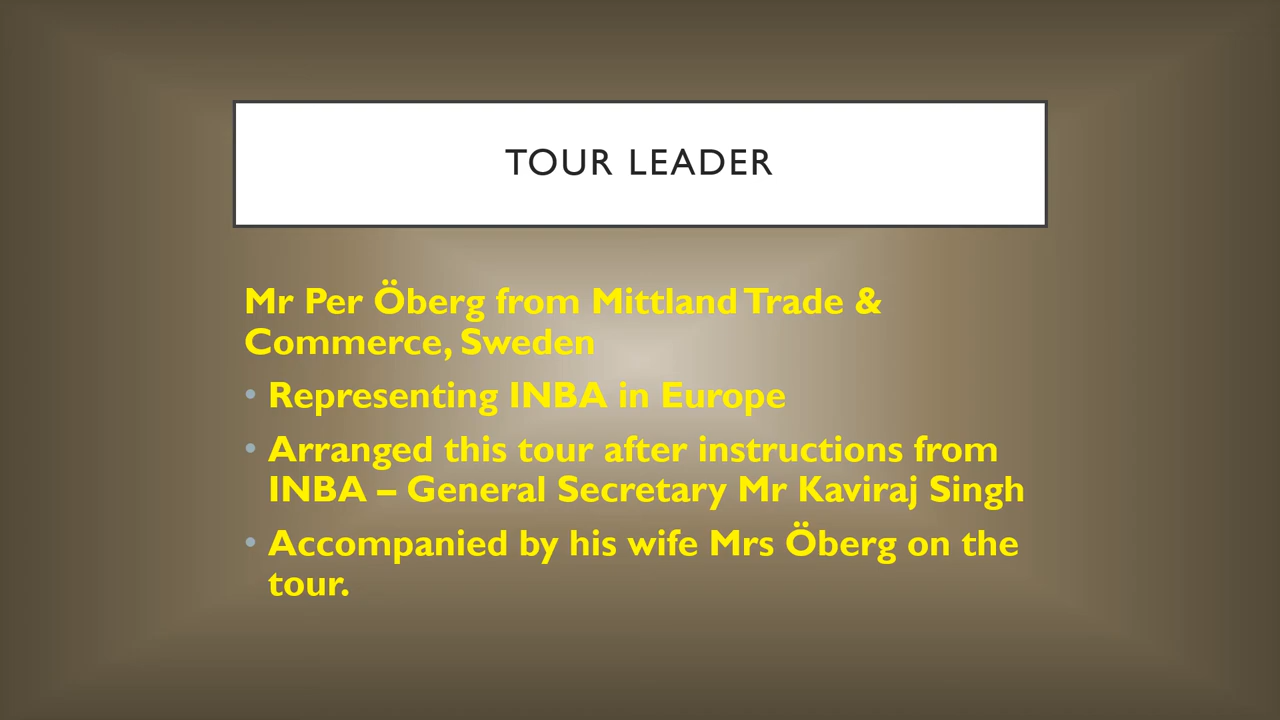 TOUR LEADER
Mr Per Öberg from Mittland Trade &
Commerce, Sweden
• Representing INBA in Europe
• Arranged this tour after instructions from
INBA – General Secretary Mr Kaviraj Singh
• Accompanied by his wife Mrs Öberg on the
tour.